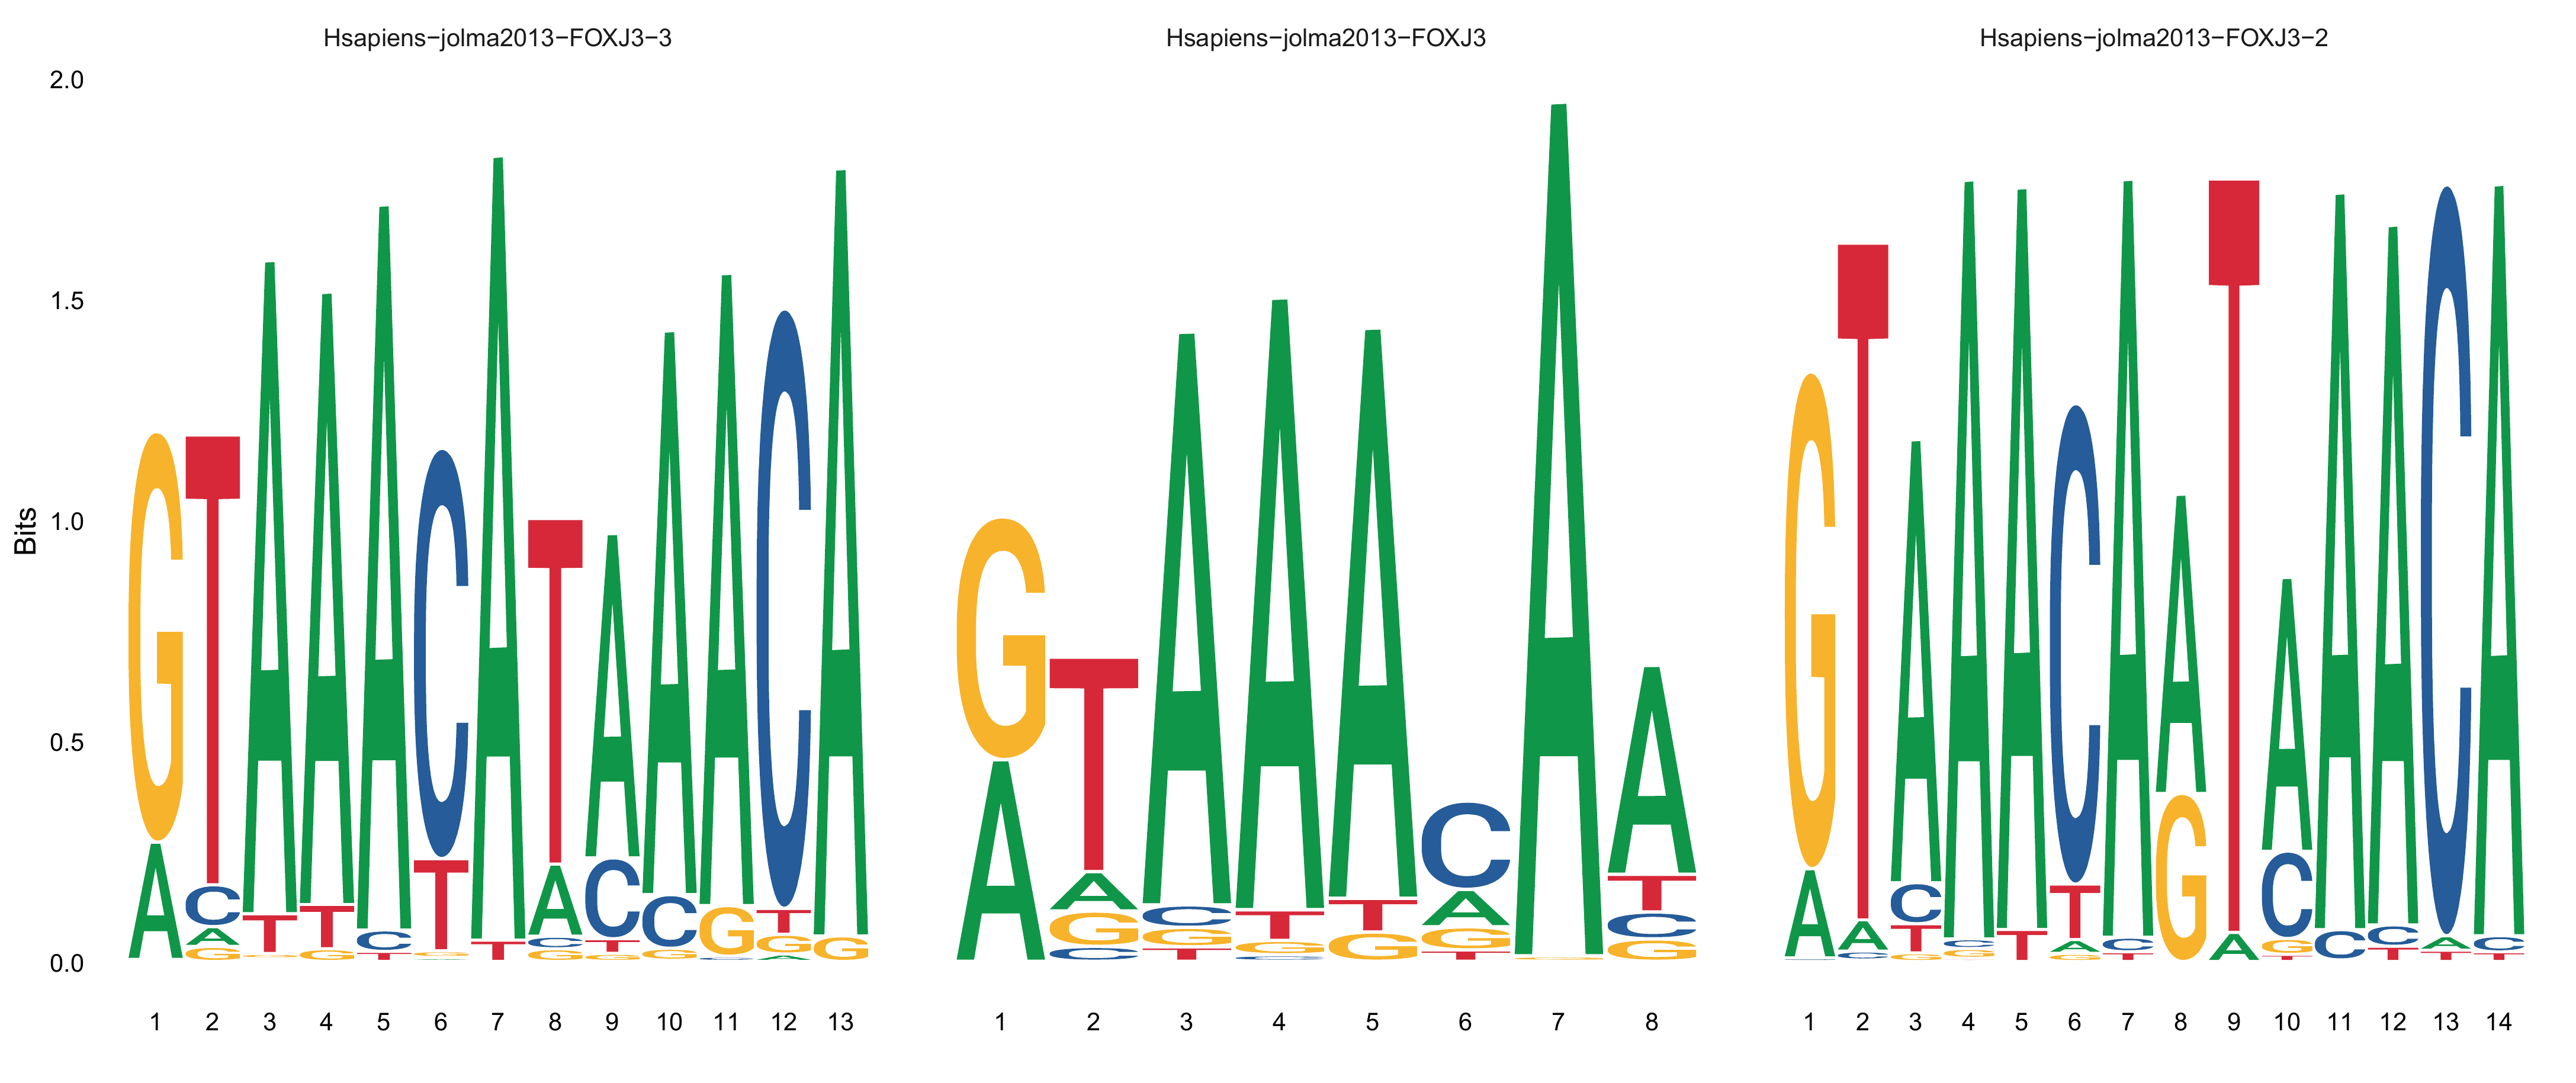 Hsapiens−jolma2013−FOXJ3−3
Hsapiens−jolma2013−FOXJ3
Hsapiens−jolma2013−FOXJ3−2
Bits
2.0
1.5
1.0
0.5
0.0
G T A A A C A T A A A C A
A C T T C T T A C C G T G
A G T G C T G G
G
G T A A A C A A
A A C T T A T
G G G G G C
C T C T G
G T A A A C A A T A A A C A
A A C C T T C G A C C C A C
C T G A T G T T T
G G T
1 2 3 4 5 6 7 8 9 10 11 12 13
1 2 3 4 5 6 7 8
1 2 3 4 5 6 7 8 9 10 11 12 13 14